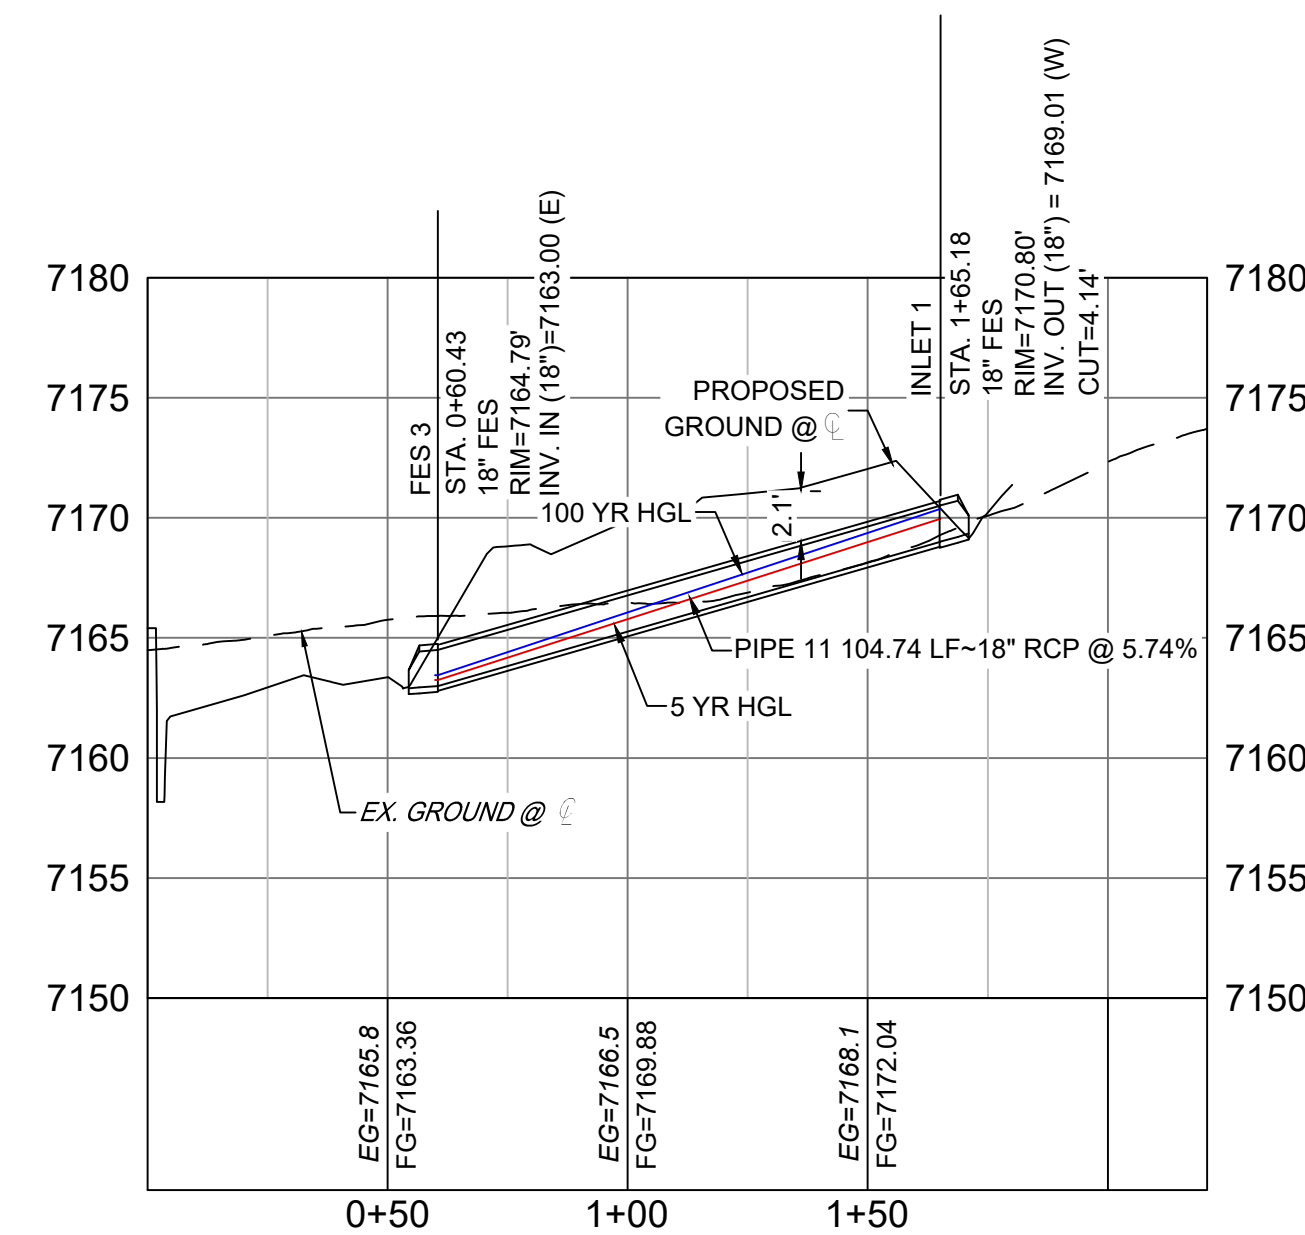 FES 3
STA. 0+60.43
18" FES
RIM=7164.79'
INV. IN (18")=7163.00 (E)
INLET 1
STA. 1+65.18
18" FES
RIM=7170.80'
INV. OUT (18") = 7169.01 (W)
CUT=4.14'
7180
7180
7175
7175
PROPOSED
GROUND @ ℄
100 YR HGL
2.1'
7170
7170
7165
7165
PIPE 11 104.74 LF~18" RCP @ 5.74%
5 YR HGL
7160
7160
EX. GROUND @ ℄
7155
7155
7150
7150
EG=7165.8
FG=7163.36
EG=7166.5
FG=7169.88
EG=7168.1
FG=7172.04
0+50
1+00
1+50